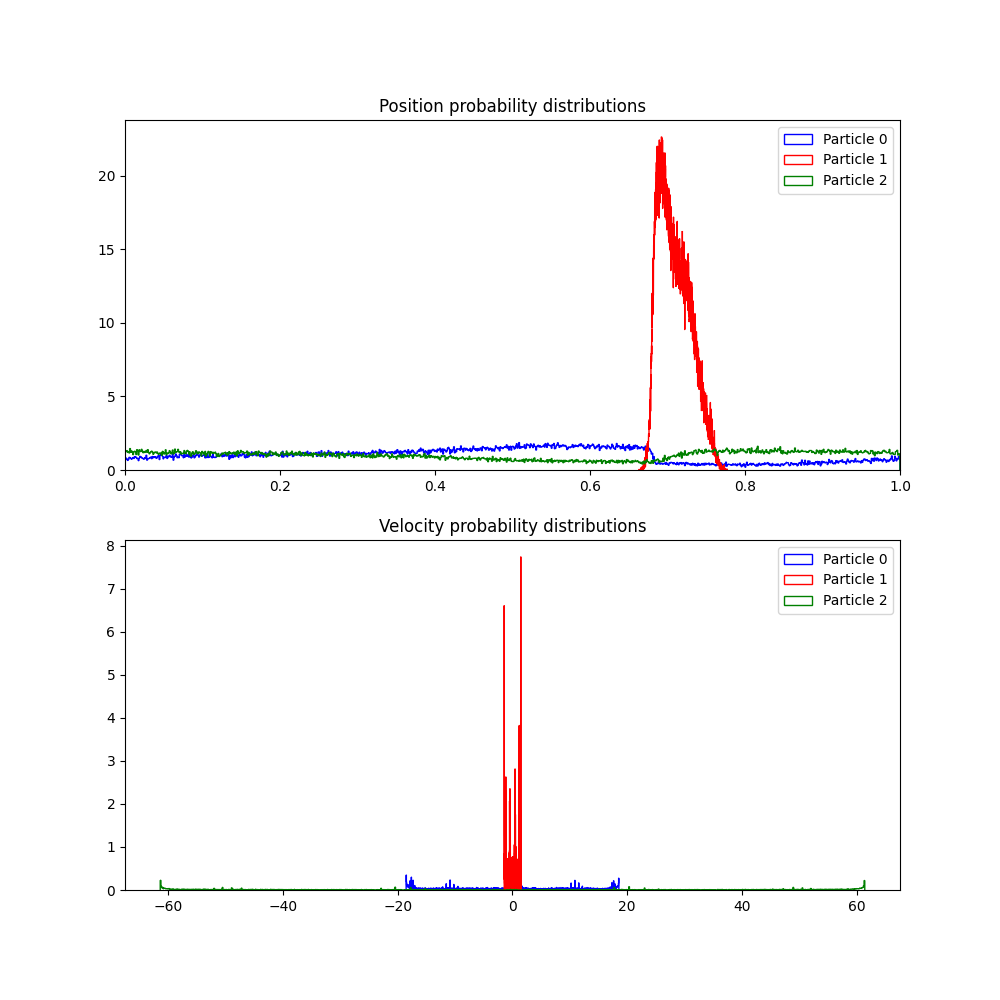 Position probability distributions
Particle 0
Particle 1
Particle 2
20
15
10
5
0
0.0 0.2 0.4 0.6 0.8 1.0
Velocity probability distributions
Particle 0
Particle 1
Particle 2
8
7
6
5
4
3
2
1
0
−60 −40 −20 0 20 40 60